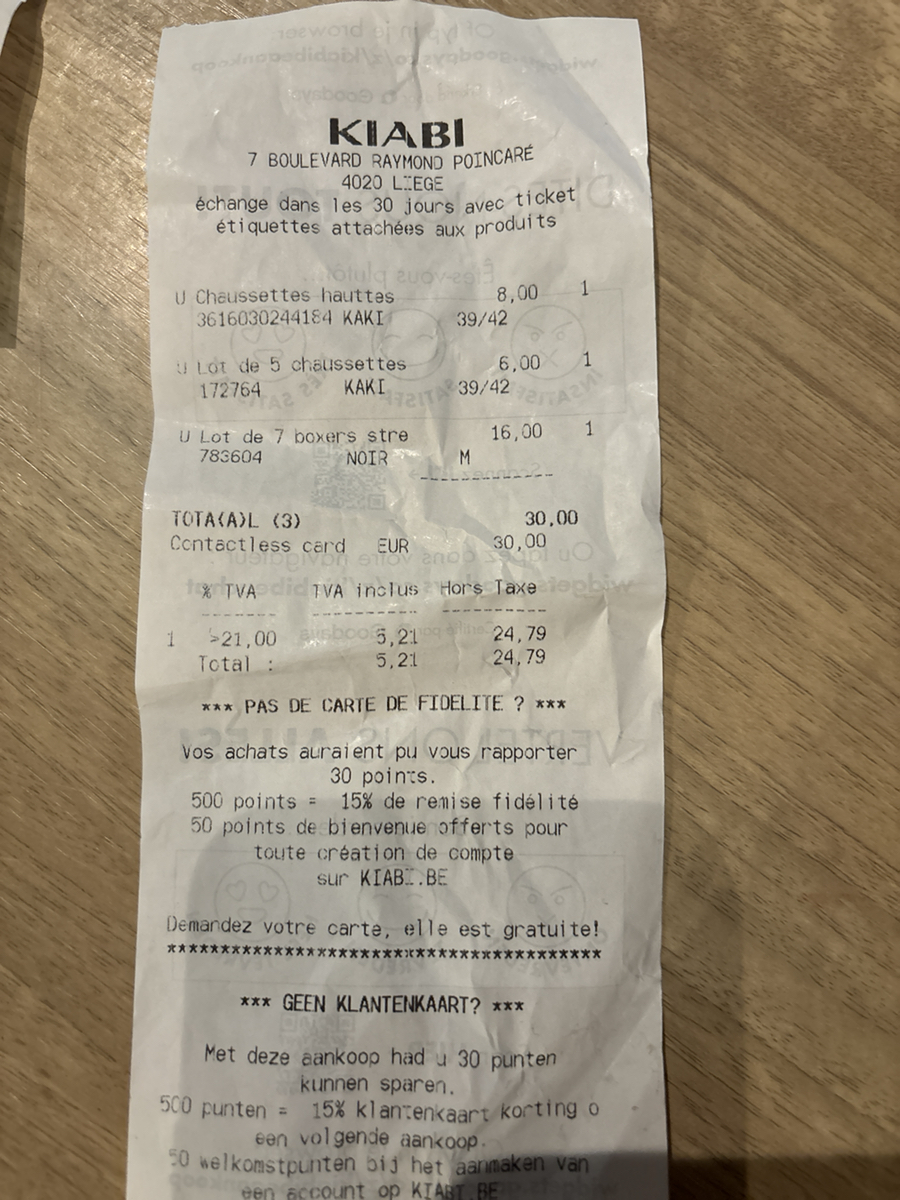 KIABI
7 BOULEVARD RAYMOND POINCARÉ
4020 LIEGE
échange dans les 30 jours avec ticket
étiquettes attachées aux produits
U Chaussettes hauttes 8,00 1
3616030244184 KAKI 39/42
U Lot de 5 chaussettes 6,00 1
172764 KAKI 39/42
U Lot de 7 boxers stre 16,00 1
783604 NOIR M
TOTA(A)L (3) 30,00
Contactless card EUR 30,00
% TVA TVA inclus Hors Taxe
1 >21,00 5,21 24,79
Total : 5,21 24,79
*** PAS DE CARTE DE FIDELITE ? ***
Vos achats auraient pu vous rapporter
30 points.
500 points = 15% de remise fidélité
50 points de bienvenue offerts pour
toute création de compte
sur KIABI.BE
Demandez votre carte, elle est gratuite!
*****************************************
*** GEEN KLANTENKAART? ***
Met deze aankoop had u 30 punten
kunnen sparen.
500 punten = 15% klantenkaart korting o
een volgende aankoop.
50 welkomstpunten bij het aanmaken van
een account op KIABI.BE